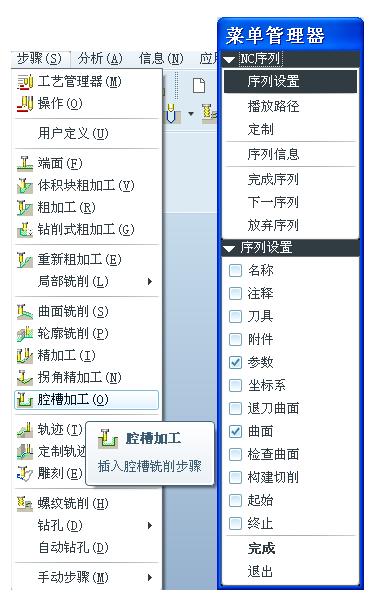 步骤(S) 分析(A) 信息(N)
工艺管理器(M)
操作(O)
用户定义(U)
端面(F)
体积块粗加工(V)
粗加工(R)
钻削式粗加工(G)
重新粗加工(E)
局部铣削(L)
曲面铣削(S)
轮廓铣削(P)
精加工(I)
拐角精加工(N)
腔槽加工(O)
轨迹(T)
定制轨迹
雕刻(E)
腔槽加工
插入腔槽铣削步骤
螺纹铣削(H)
钻孔(D)
自动钻孔(D)
手动步骤(M)
菜单管理器
NC序列
序列设置
播放路径
定制
序列信息
完成序列
下一序列
放弃序列
序列设置
名称
注释
刀具
附件
参数
坐标系
退刀曲面
曲面
检查曲面
构建切削
起始
终止
完成
退出